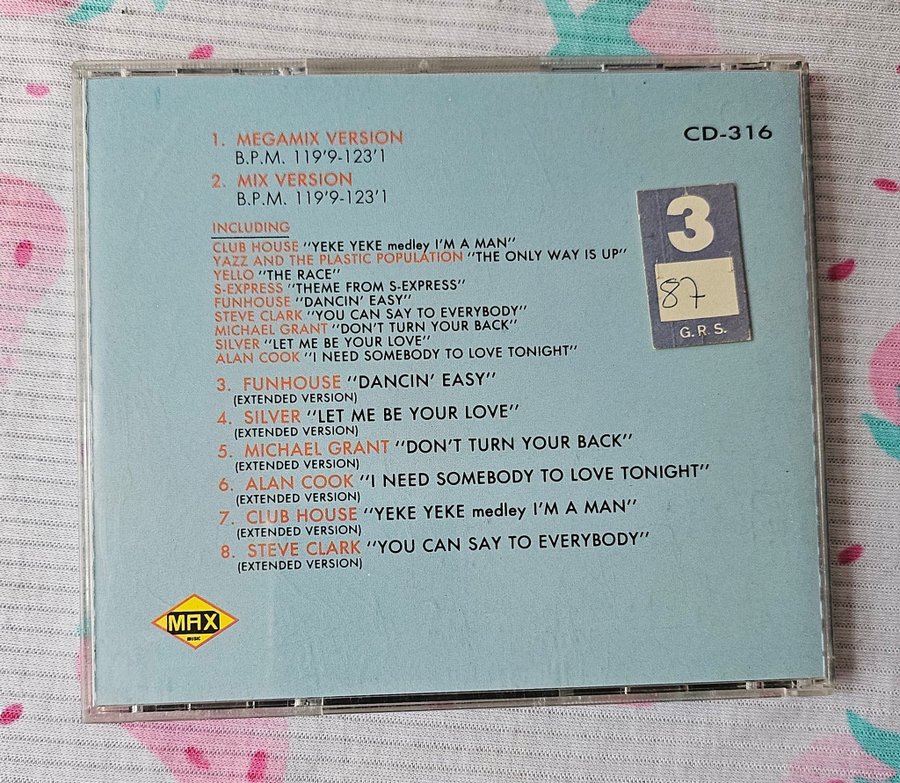 1. MEGAMIX VERSION
B.P.M. 119'9-123'1
2. MIX VERSION
B.P.M. 119'9-123'1
CD-316
INCLUDING
CLUB HOUSE "YEKE YEKE medley I'M A MAN"
YAZZ AND THE PLASTIC POPULATION "THE ONLY WAY IS UP"
YELLO "THE RACE"
S-EXPRESS "THEME FROM S-EXPRESS"
FUNHOUSE "DANCIN' EASY"
STEVE CLARK "YOU CAN SAY TO EVERYBODY"
MICHAEL GRANT "DON'T TURN YOUR BACK"
SILVER "LET ME BE YOUR LOVE"
ALAN COOK "I NEED SOMEBODY TO LOVE TONIGHT"
3
87
G.R.S.
3. FUNHOUSE "DANCIN' EASY"
(EXTENDED VERSION)
4. SILVER "LET ME BE YOUR LOVE"
(EXTENDED VERSION)
5. MICHAEL GRANT "DON'T TURN YOUR BACK"
(EXTENDED VERSION)
6. ALAN COOK "I NEED SOMEBODY TO LOVE TONIGHT"
(EXTENDED VERSION)
7. CLUB HOUSE "YEKE YEKE medley I'M A MAN"
(EXTENDED VERSION)
8. STEVE CLARK "YOU CAN SAY TO EVERYBODY"
(EXTENDED VERSION)
MAX
MUSIC